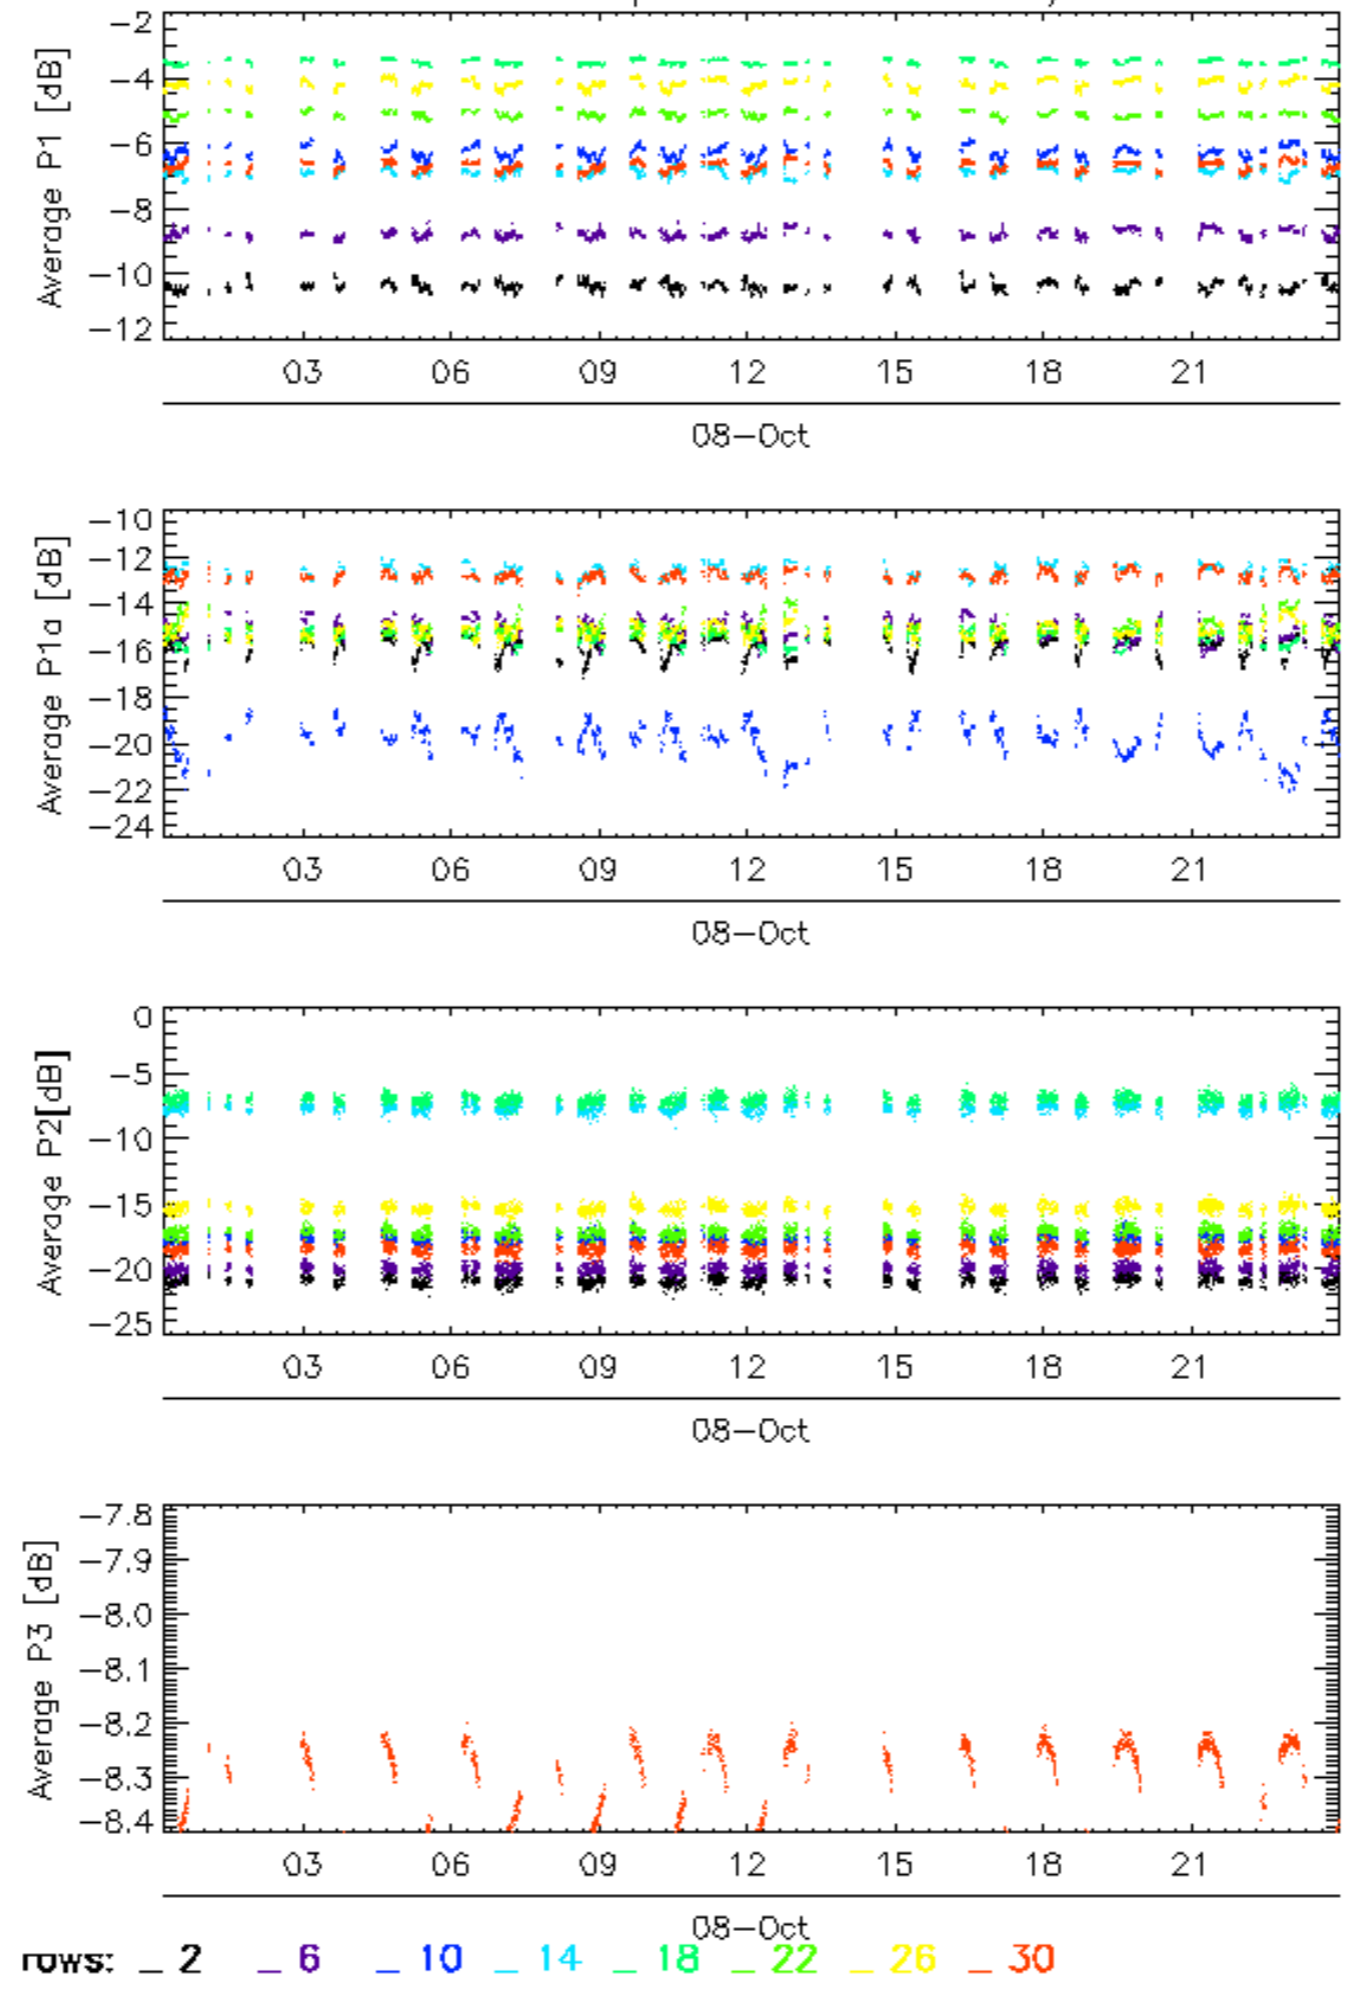 Average P1 [dB]
−2
−4
−6
−8
−10
−12
03 06 09 12 15 18 21
08−Oct
Average P1a [dB]
−10
−12
−14
−16
−18
−20
−22
−24
03 06 09 12 15 18 21
08−Oct
Average P2[dB]
0
−5
−10
−15
−20
−25
03 06 09 12 15 18 21
08−Oct
Average P3 [dB]
−7.8
−7.9
−8.0
−8.1
−8.2
−8.3
−8.4
03 06 09 12 15 18 21
08−Oct
rows: _ 2 _ 6 _ 10 _ 14 _ 18 _ 22 _ 26 _ 30